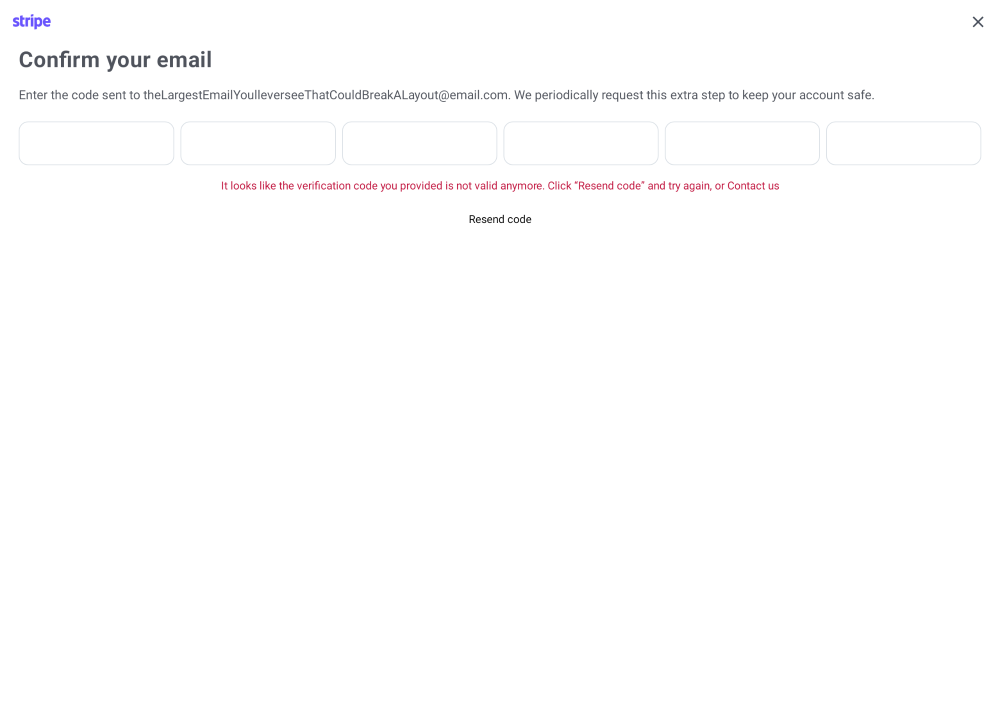 stripe
Confirm your email
Enter the code sent to theLargestEmailYoulleverseeThatCouldBreakALayout@email.com. We periodically request this extra step to keep your account safe.
It looks like the verification code you provided is not valid anymore. Click “Resend code” and try again, or Contact us
Resend code